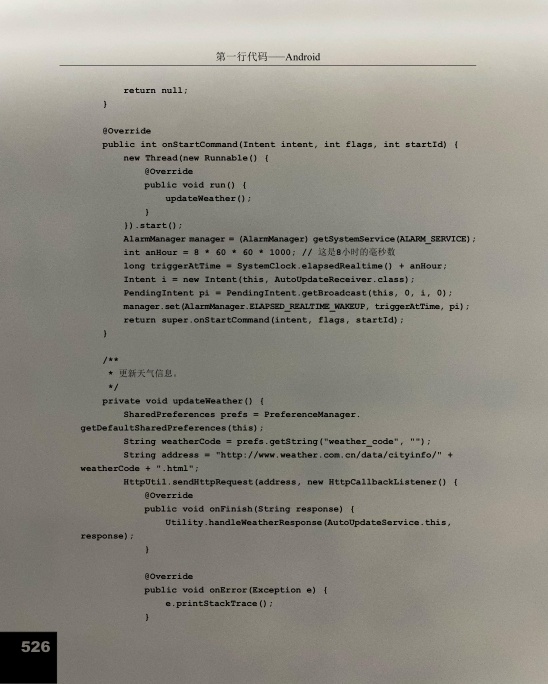 第一行代码——Android
return null;
}
@Override
public int onStartCommand(Intent intent, int flags, int startId) {
new Thread(new Runnable() {
@Override
public void run() {
updateWeather();
}
}).start();
AlarmManager manager = (AlarmManager) getSystemService(ALARM_SERVICE);
int anHour = 8 * 60 * 60 * 1000; // 这是8小时的毫秒数
long triggerAtTime = SystemClock.elapsedRealtime() + anHour;
Intent i = new Intent(this, AutoUpdateReceiver.class);
PendingIntent pi = PendingIntent.getBroadcast(this, 0, i, 0);
manager.set(AlarmManager.ELAPSED_REALTIME_WAKEUP, triggerAtTime, pi);
return super.onStartCommand(intent, flags, startId);
}
/**
* 更新天气信息。
*/
private void updateWeather() {
SharedPreferences prefs = PreferenceManager.
getDefaultSharedPreferences(this);
String weatherCode = prefs.getString("weather_code", "");
String address = "http://www.weather.com.cn/data/cityinfo/" +
weatherCode + ".html";
HttpUtil.sendHttpRequest(address, new HttpCallbackListener() {
@Override
public void onFinish(String response) {
Utility.handleWeatherResponse(AutoUpdateService.this,
response);
}
@Override
public void onError(Exception e) {
e.printStackTrace();
}
526